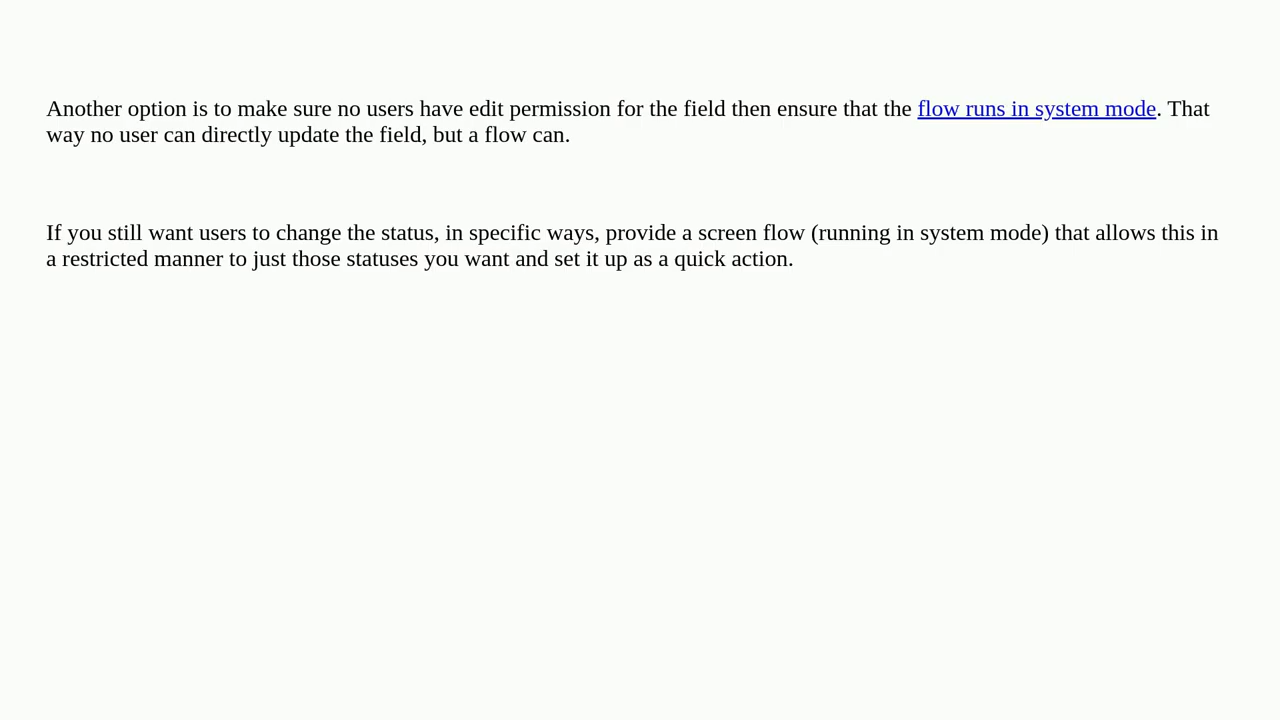 Another option is to make sure no users have edit permission for the field then ensure that the flow runs in system mode. That
way no user can directly update the field, but a flow can.
If you still want users to change the status, in specific ways, provide a screen flow (running in system mode) that allows this in
a restricted manner to just those statuses you want and set it up as a quick action.